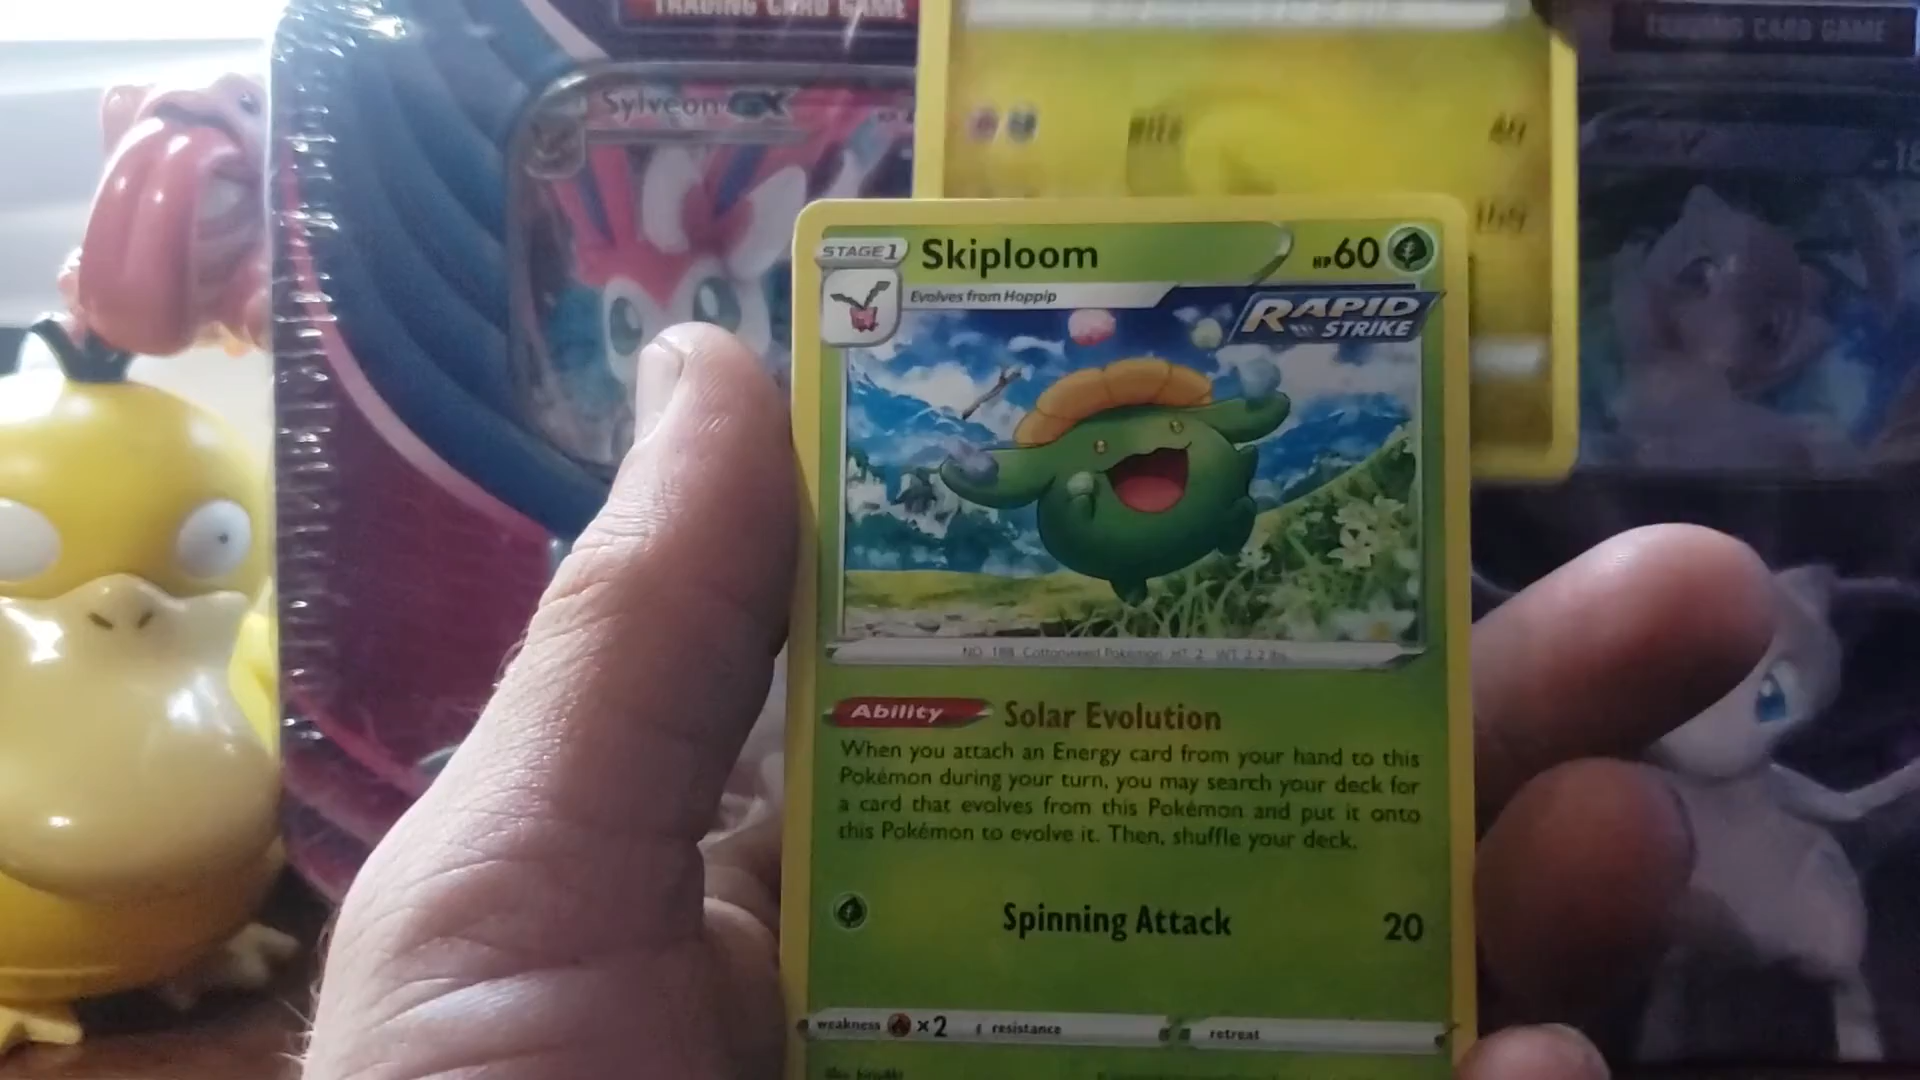 TRADING CARD GAME
TRADING CARD GAME
Sylveon GX
STAGE 1 Skiploom HP 60
Evolves from Hoppip
RAPID
STRIKE
NO. 188 Cottonweed Pokémon HT: 2 WT: 2.2 lbs.
Ability Solar Evolution
When you attach an Energy card from your hand to this
Pokémon during your turn, you may search your deck for
a card that evolves from this Pokémon and put it onto
this Pokémon to evolve it. Then, shuffle your deck.
Spinning Attack 20
weakness ×2 resistance retreat